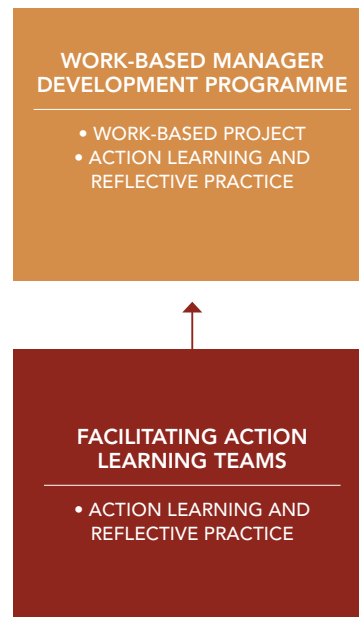 WORK-BASED MANAGER
DEVELOPMENT PROGRAMME
• WORK-BASED PROJECT
• ACTION LEARNING AND
REFLECTIVE PRACTICE
FACILITATING ACTION
LEARNING TEAMS
• ACTION LEARNING AND
REFLECTIVE PRACTICE